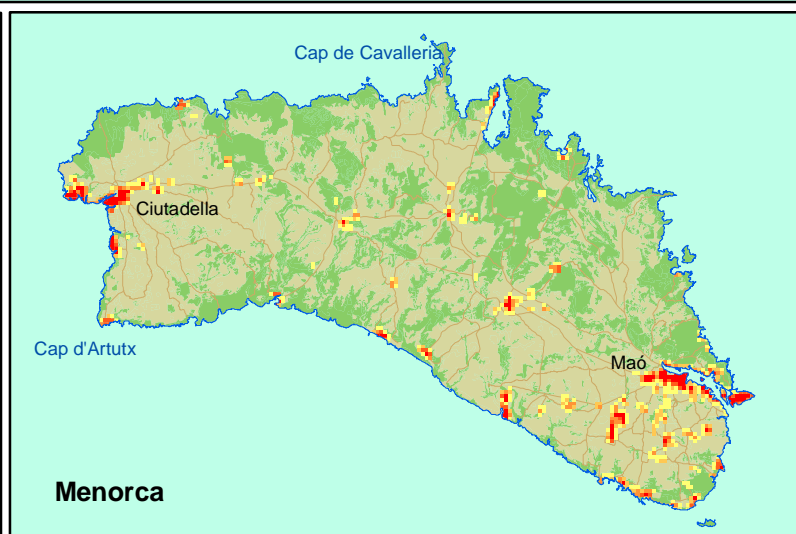 Cap de Cavalleria
Ciutadella
Cap d'Artutx
Maó
Menorca